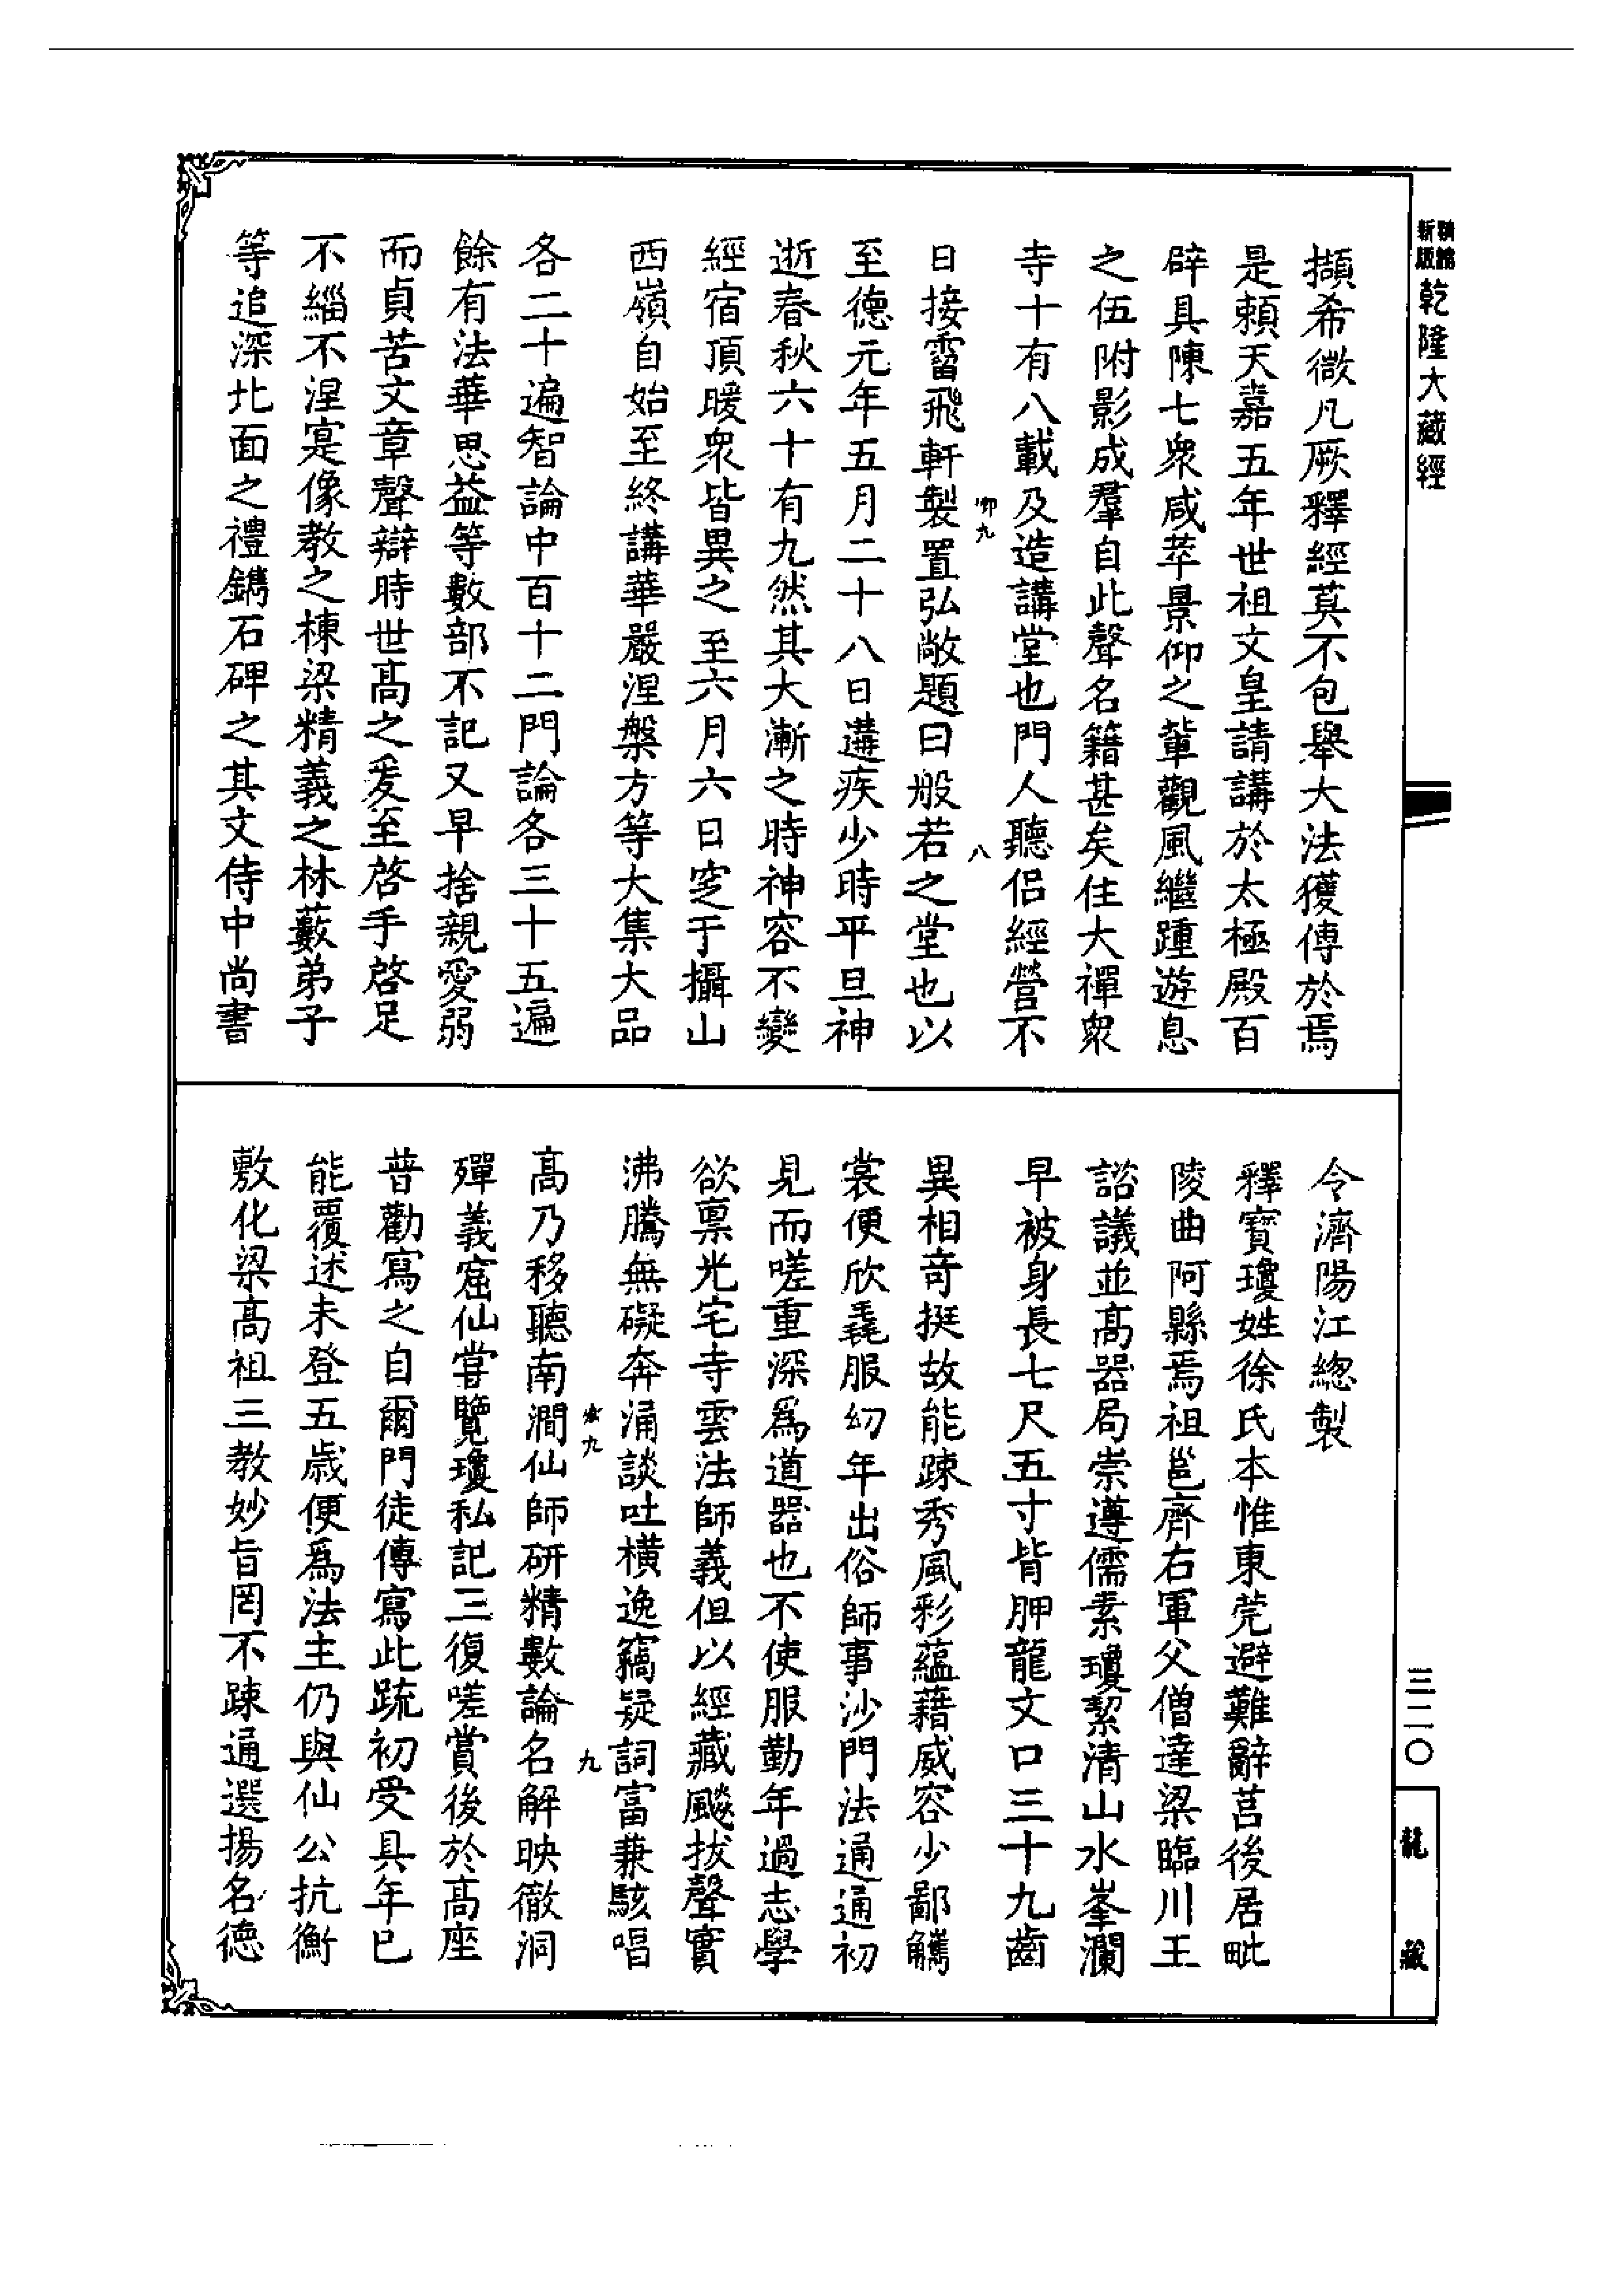 新版
精縮
乾隆大藏經
擷希微凡厥釋經莫不包舉大法獲傳於焉
是賴天嘉五年世祖文皇請講於太極殿百
辟具陳七衆咸萃景仰之輩觀風繼踵遊息
之伍附影成羣自此聲名籍甚矣住大禪衆
寺十有八載及造講堂也門人聽侶經營不
九
八
日接霤飛軒製置弘敞題曰般若之堂也以
至德元年五月二十八日遘疾少時平旦神
逝春秋六十有九然其大漸之時神容不變
經宿頂暖衆皆異之至六月六日窆于攝山
西嶺自始至終講華嚴涅槃方等大集大品
各二十遍智論中百十二門論各三十五遍
餘有法華思益等數部不記又早捨親愛弱
而貞苦文章聲辯時世高之爰至啓手啓足
不緇不涅寔像教之棟梁精義之林藪弟子
等追深北面之禮鐫石碑之其文侍中尚書
令濟陽江總製
釋寶瓊姓徐氏本惟東莞避難辭莒後居毗
陵曲阿縣焉祖邕齊右軍父僧達梁臨川王
諮議並高器局崇遵儒素瓊絜清山水峯瀾
早被身長七尺五寸背胛龍文口三十九齒
異相奇挺故能踈秀風彩蘊藉威容少鄙觿
裳便欣毳服幼年出俗師事沙門法通通初
見而嗟重深爲道器也不使服勤年過志學
欲禀光宅寺雲法師義但以經藏颷拔聲實
沸騰無礙奔涌談吐橫逸竊疑詞富兼駭唱
九
九
高乃移聽南澗仙師研精數論名解映徹洞
殫義窟仙嘗覽瓊私記三復嗟賞後於高座
普勸寫之自爾門徒傳寫此䟽初受具年已
能覆述未登五歲便爲法主仍與仙公抗衡
敷化梁高祖三教妙旨罔不踈通選揚名德
三二〇
龍藏